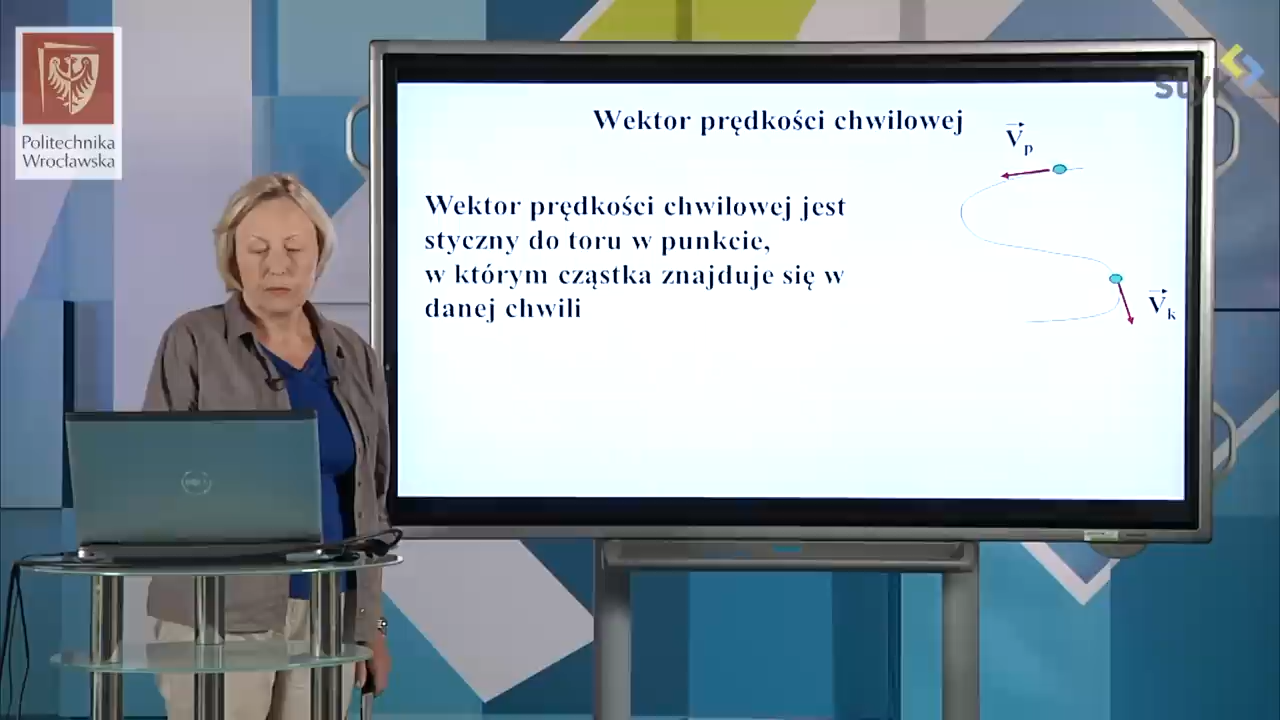 Politechnika
Wrocławska
Styk
Wektor prędkości chwilowej
Vp
Wektor prędkości chwilowej jest
styczny do toru w punkcie,
w którym cząstka znajduje się w
danej chwili
Vk